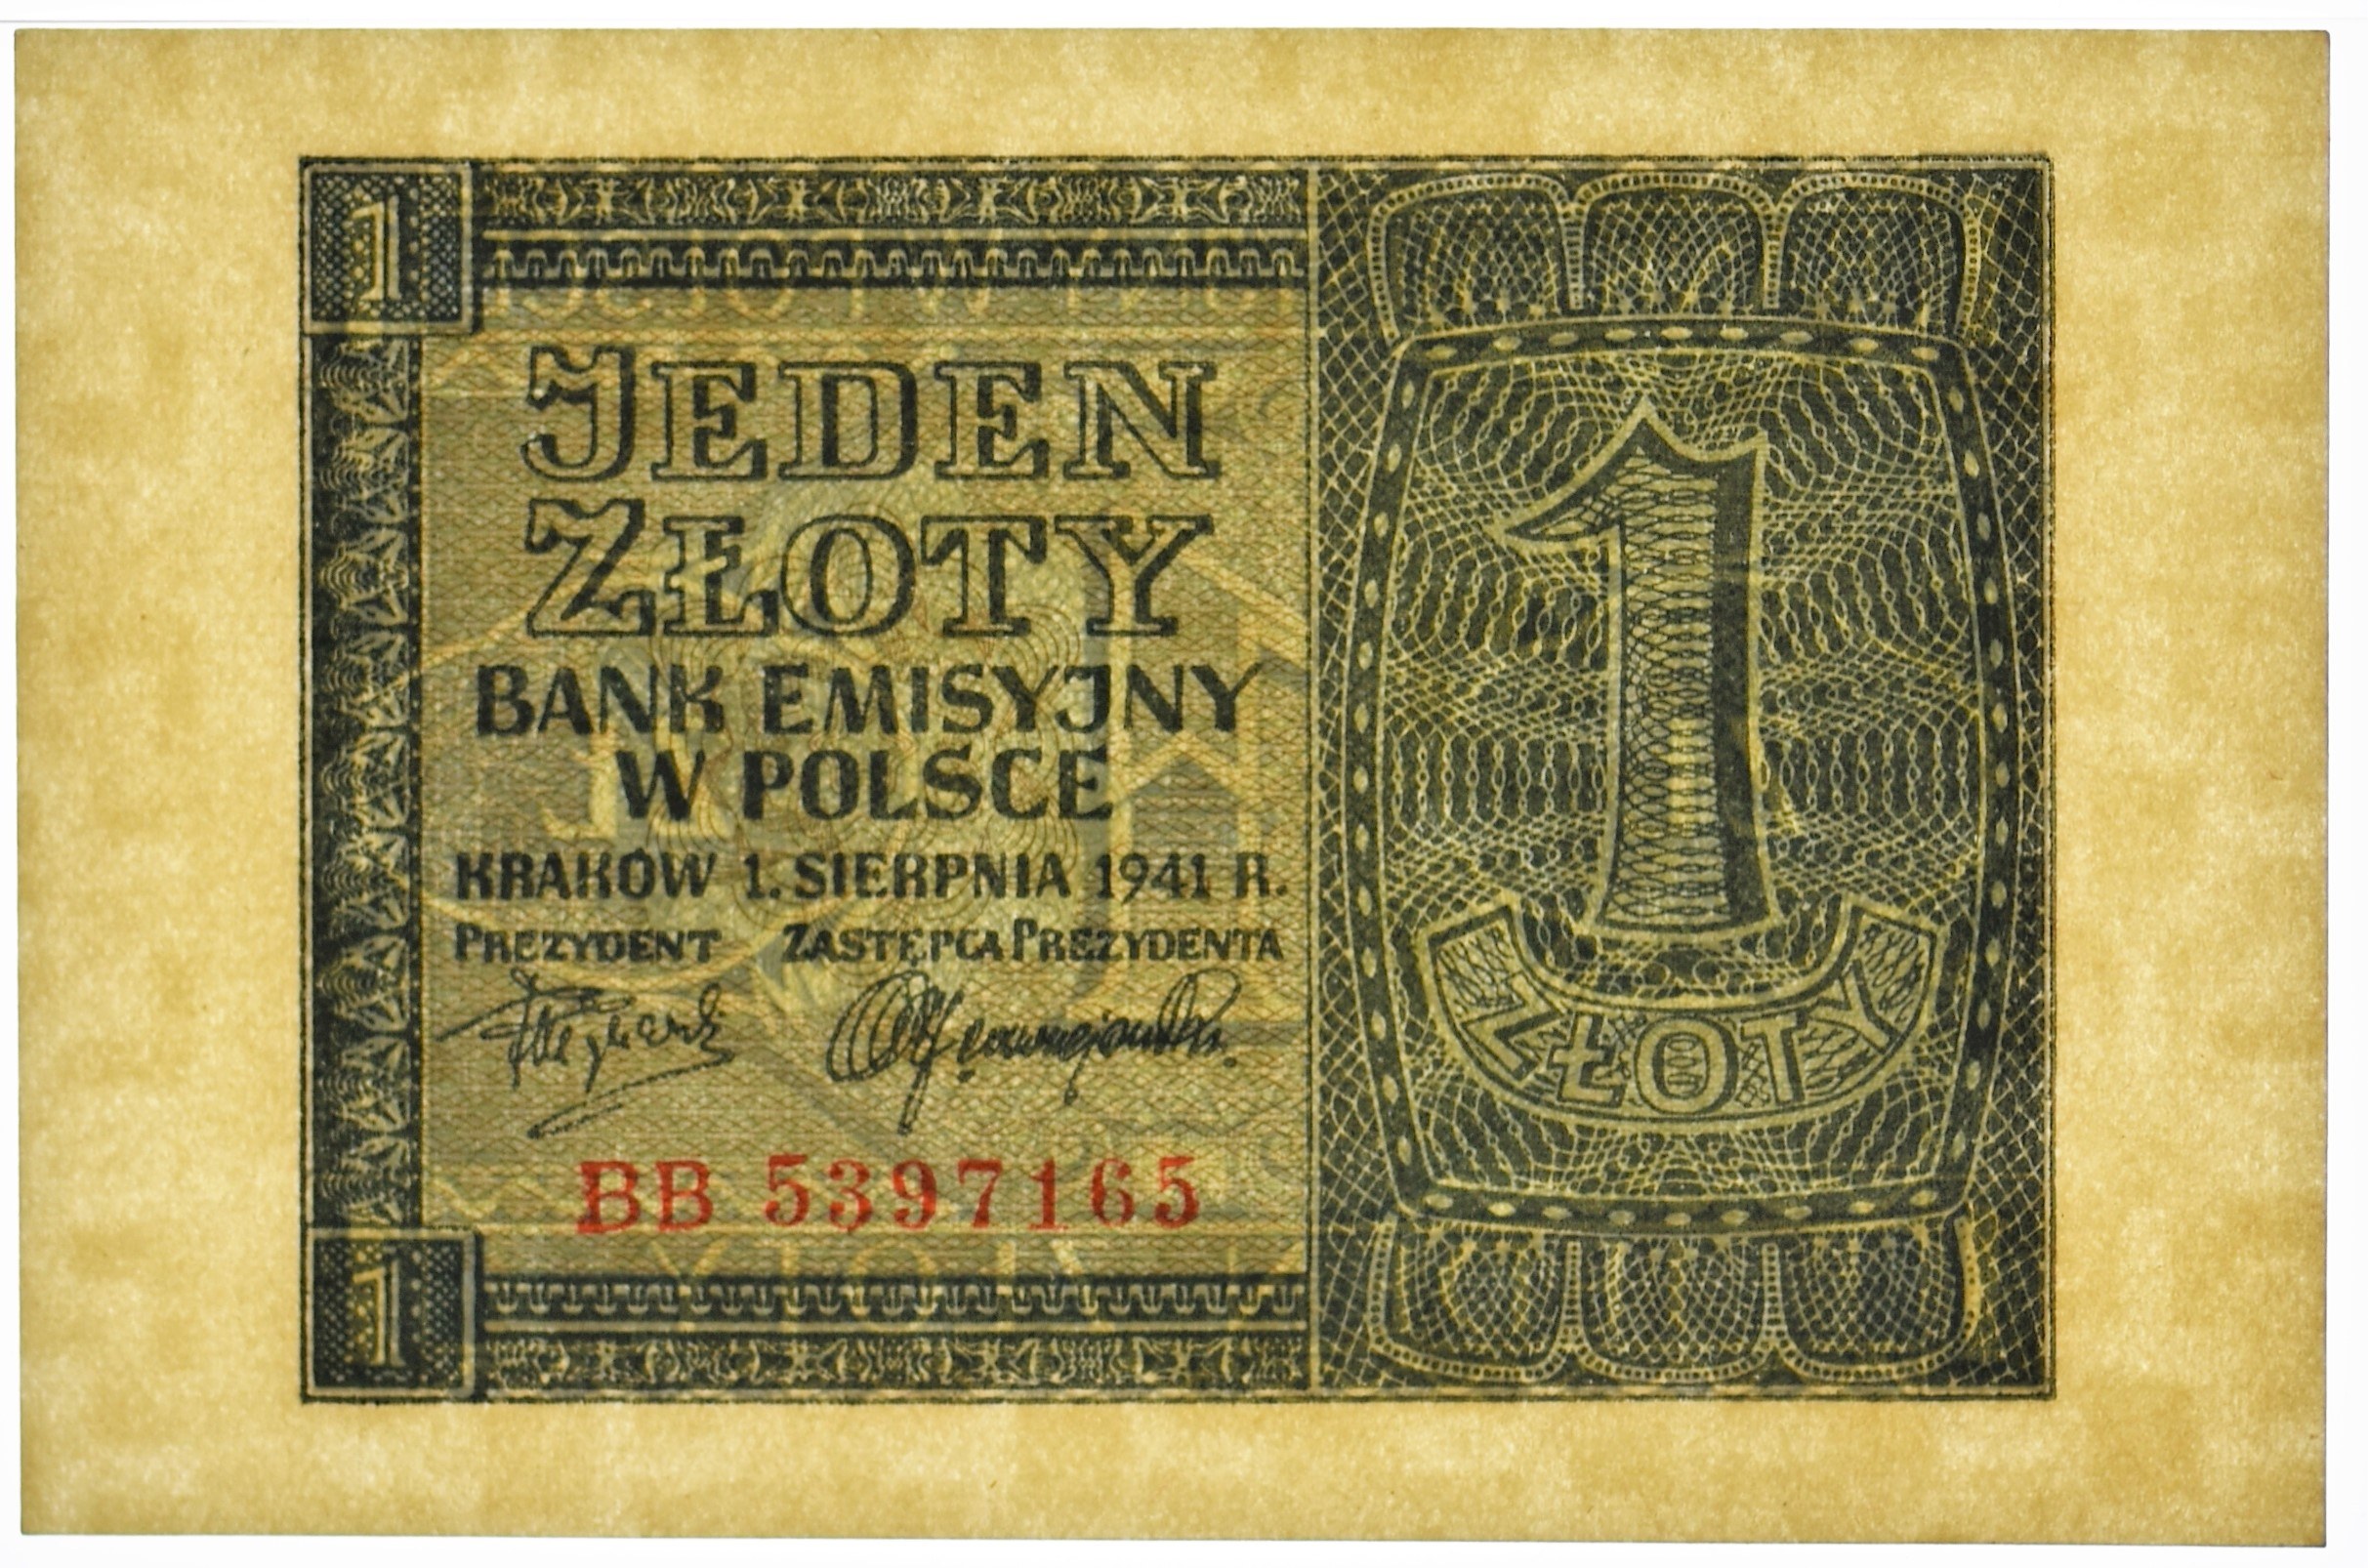 1
JEDEN
ZŁOTY
BANK EMISYJNY
W POLSCE
KRAKÓW 1. SIERPNIA 1941 R.
PREZYDENT ZASTĘPCA PREZYDENTA
BB 5397165
1
1
ZŁOTY